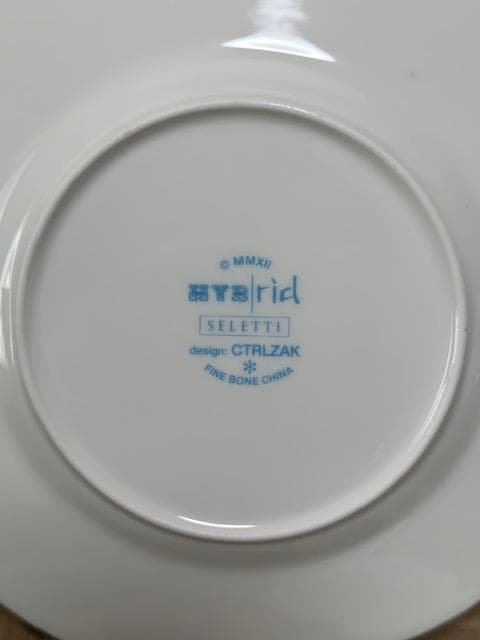 © MMXII
HYB|rid
SELETTI
design: CTRLZAK
*
FINE BONE CHINA